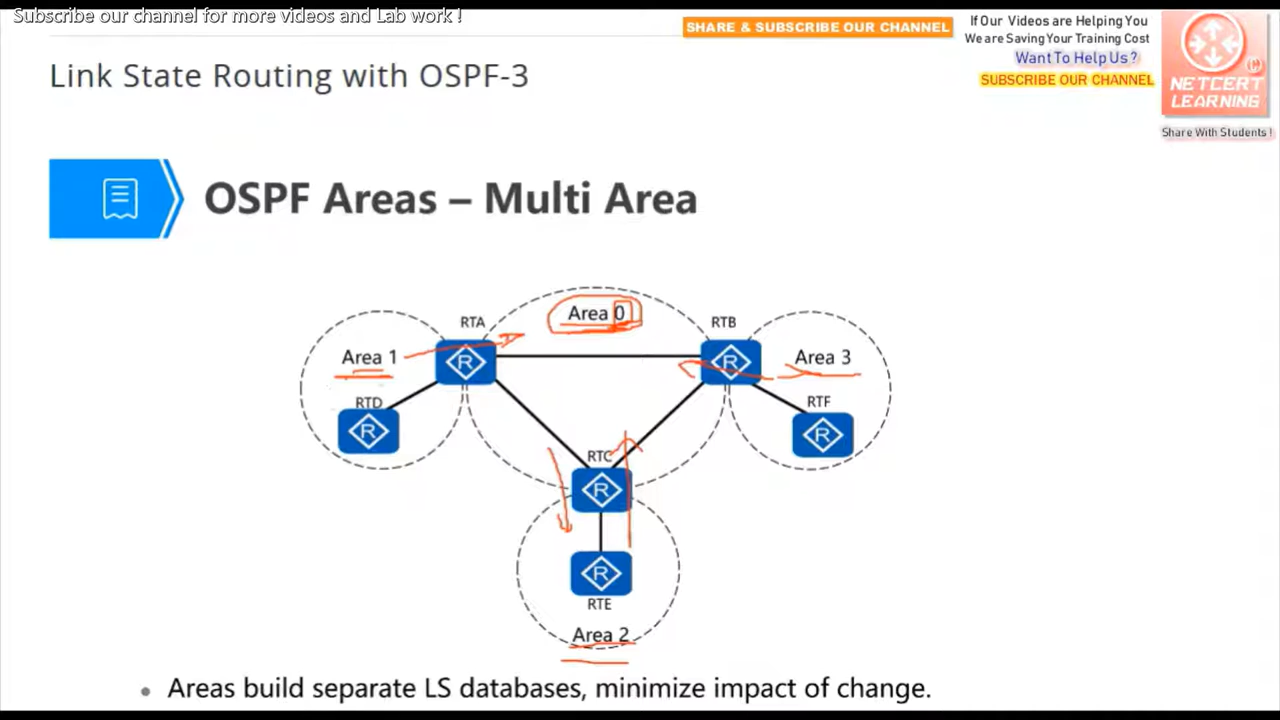 Subscribe our channel for more videos and Lab work !
SHARE & SUBSCRIBE OUR CHANNEL
If Our Videos are Helping You
We are Saving Your Training Cost
Want To Help Us ?
SUBSCRIBE OUR CHANNEL
NETCERT
LEARNING
Share With Students !
Link State Routing with OSPF-3
OSPF Areas – Multi Area
Area 0
RTA
RTB
Area 1
Area 3
R
R
RTD
RTF
R
R
RTC
R
R
RTE
Area 2
• Areas build separate LS databases, minimize impact of change.